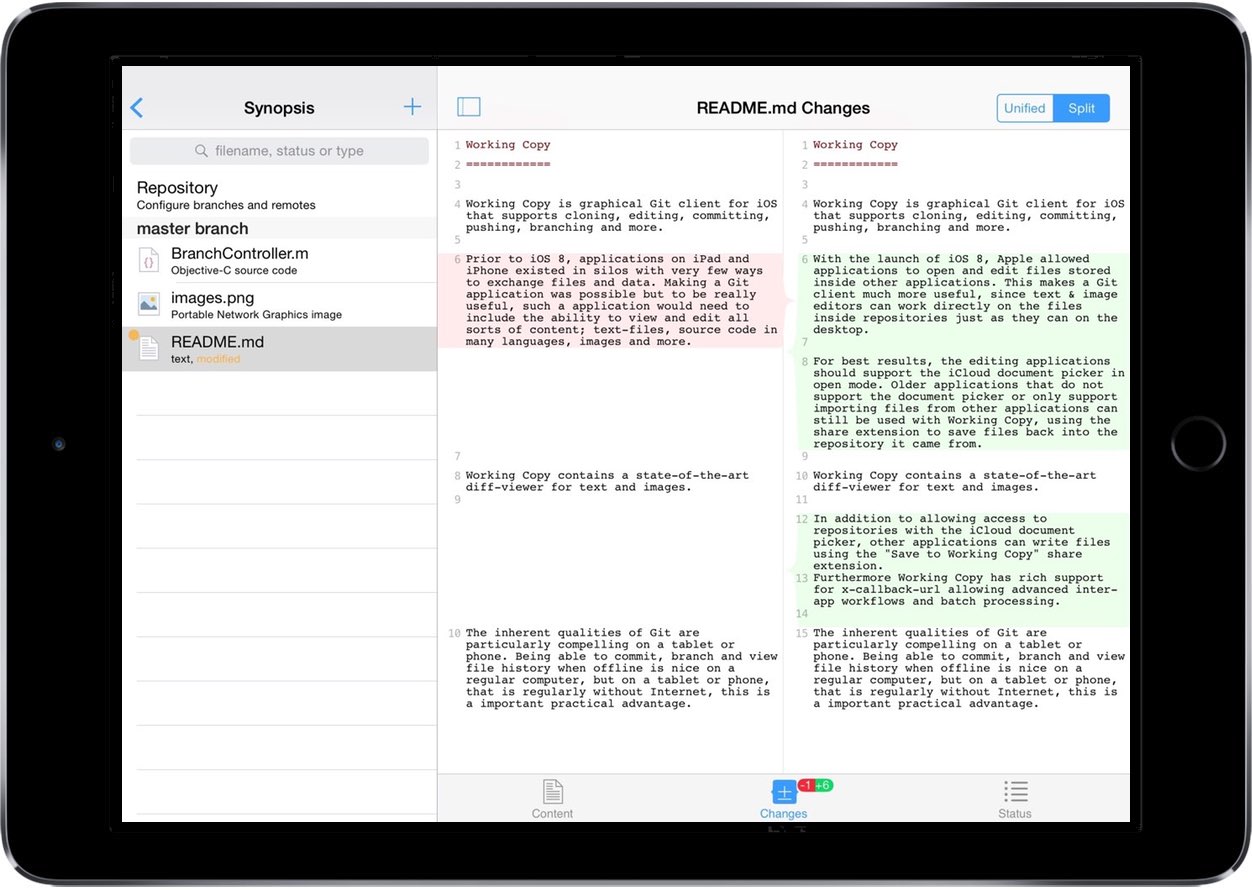 Synopsis
+
filename, status or type
Repository
Configure branches and remotes
master branch
{}
BranchController.m
Objective-C source code
images.png
Portable Network Graphics image
README.md
text, modified
README.md Changes
Unified
Split
1 Working Copy
2 ============
3
4 Working Copy is graphical Git client for iOS
that supports cloning, editing, committing,
pushing, branching and more.
5
6 Prior to iOS 8, applications on iPad and
iPhone existed in silos with very few ways
to exchange files and data. Making a Git
application was possible but to be really
useful, such a application would need to
include the ability to view and edit all
sorts of content; text-files, source code in
many languages, images and more.
7
8 Working Copy contains a state-of-the-art
diff-viewer for text and images.
9
10 The inherent qualities of Git are
particularly compelling on a tablet or
phone. Being able to commit, branch and view
file history when offline is nice on a
regular computer, but on a tablet or phone,
that is regularly without Internet, this is
a important practical advantage.
1 Working Copy
2 ============
3
4 Working Copy is graphical Git client for iOS
that supports cloning, editing, committing,
pushing, branching and more.
5
6 With the launch of iOS 8, Apple allowed
applications to open and edit files stored
inside other applications. This makes a Git
client much more useful, since text & image
editors can work directly on the files
inside repositories just as they can on the
desktop.
7
8 For best results, the editing applications
should support the iCloud document picker in
open mode. Older applications that do not
support the document picker or only support
importing files from other applications can
still be used with Working Copy, using the
share extension to save files back into the
repository it came from.
9
10 Working Copy contains a state-of-the-art
diff-viewer for text and images.
11
12 In addition to allowing access to
repositories with the iCloud document
picker, other applications can write files
using the "Save to Working Copy" share
extension.
13 Furthermore Working Copy has rich support
for x-callback-url allowing advanced inter-
app workflows and batch processing.
14
15 The inherent qualities of Git are
particularly compelling on a tablet or
phone. Being able to commit, branch and view
file history when offline is nice on a
regular computer, but on a tablet or phone,
that is regularly without Internet, this is
a important practical advantage.
Content
-1 +6
Changes
Status